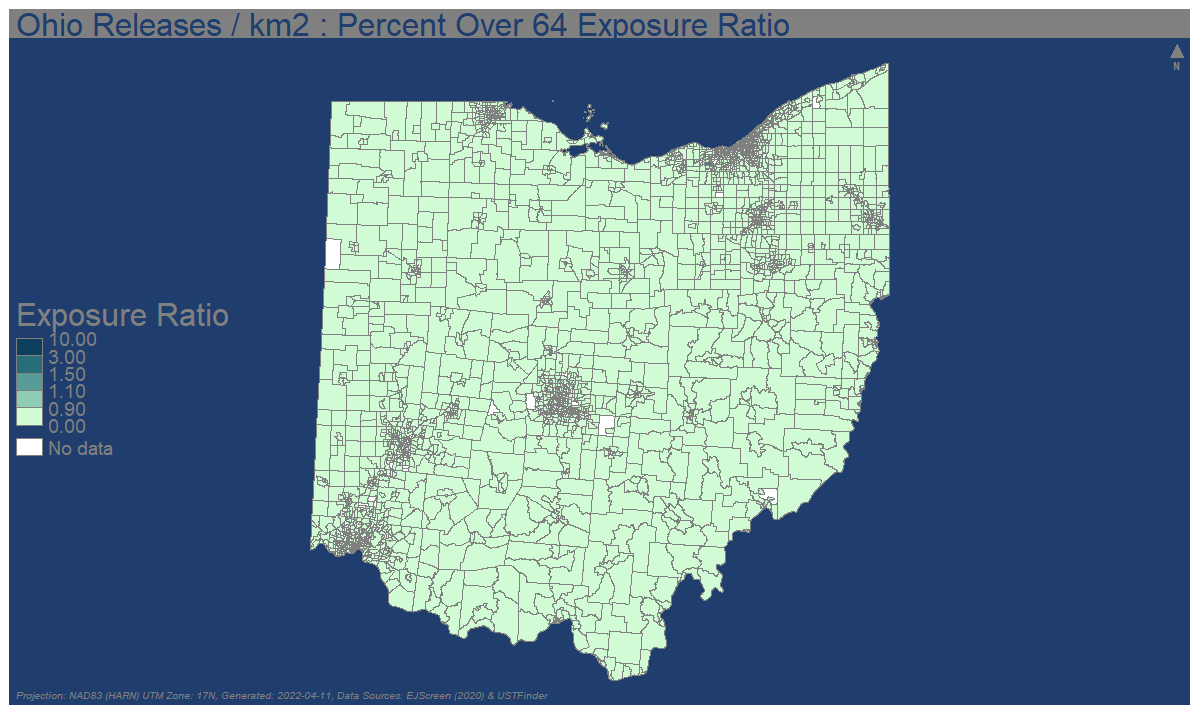 Ohio Releases / km2 : Percent Over 64 Exposure Ratio
N
Exposure Ratio
10.00
3.00
1.50
1.10
0.90
0.00
No data
Projection: NAD83 (HARN) UTM Zone: 17N, Generated: 2022-04-11, Data Sources: EJScreen (2020) & USTFinder